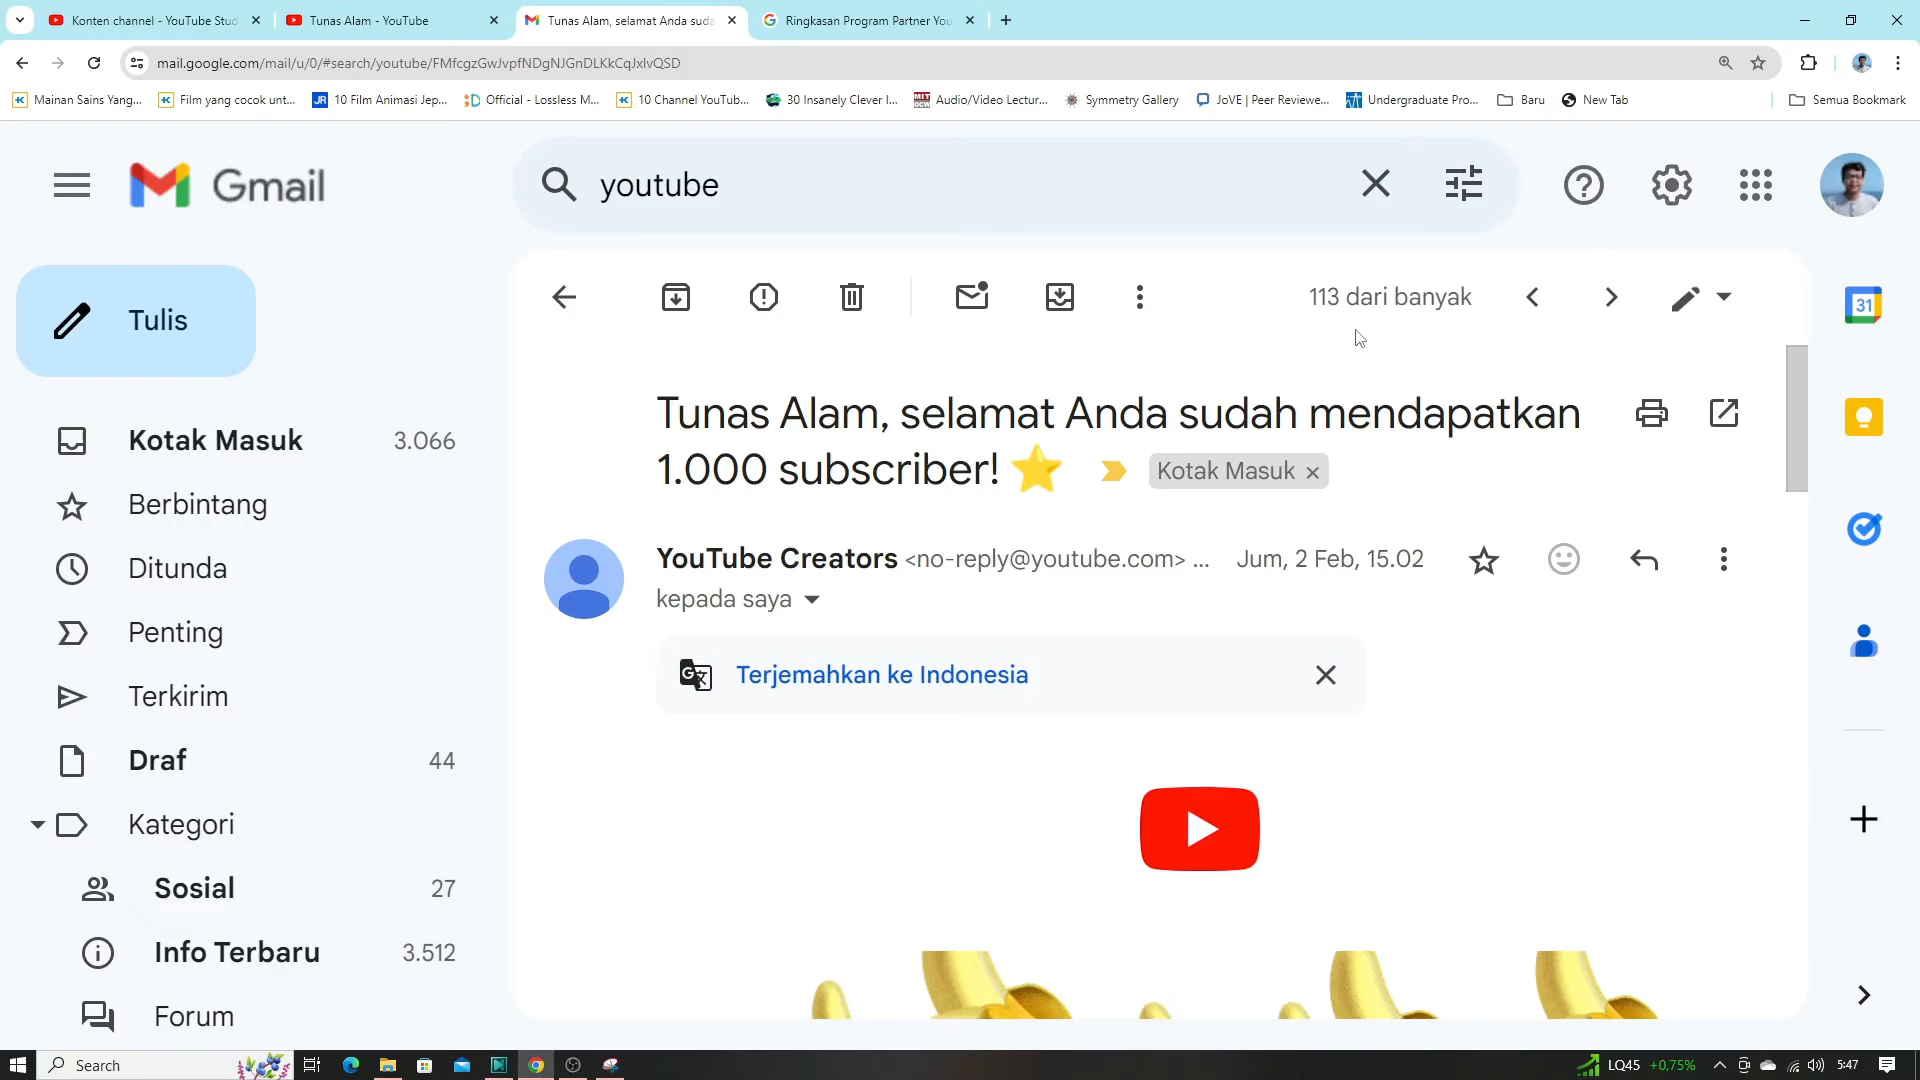 Konten channel - YouTube Stud
Tunas Alam - YouTube
Tunas Alam, selamat Anda suda
Ringkasan Program Partner You
mail.google.com/mail/u/0/#search/youtube/FMfcgzGwJvpfNDgNJGnDLKkCqJxlvQSD
Mainan Sains Yang...
Film yang cocok unt...
10 Film Animasi Jep...
Official - Lossless M...
10 Channel YouTub...
30 Insanely Clever I...
Audio/Video Lectur...
Symmetry Gallery
JoVE | Peer Reviewe...
Undergraduate Pro...
Baru
New Tab
Semua Bookmark
Gmail
youtube
Tulis
113 dari banyak
31
Tunas Alam, selamat Anda sudah mendapatkan
1.000 subscriber! ⭐ Kotak Masuk
Kotak Masuk 3.066
Berbintang
Ditunda
Penting
Terkirim
Draf 44
Kategori
Sosial 27
Info Terbaru 3.512
Forum
YouTube Creators <no-reply@youtube.com> ... Jum, 2 Feb, 15.02
kepada saya
Terjemahkan ke Indonesia
Search
LQ45 +0,75%
5:47